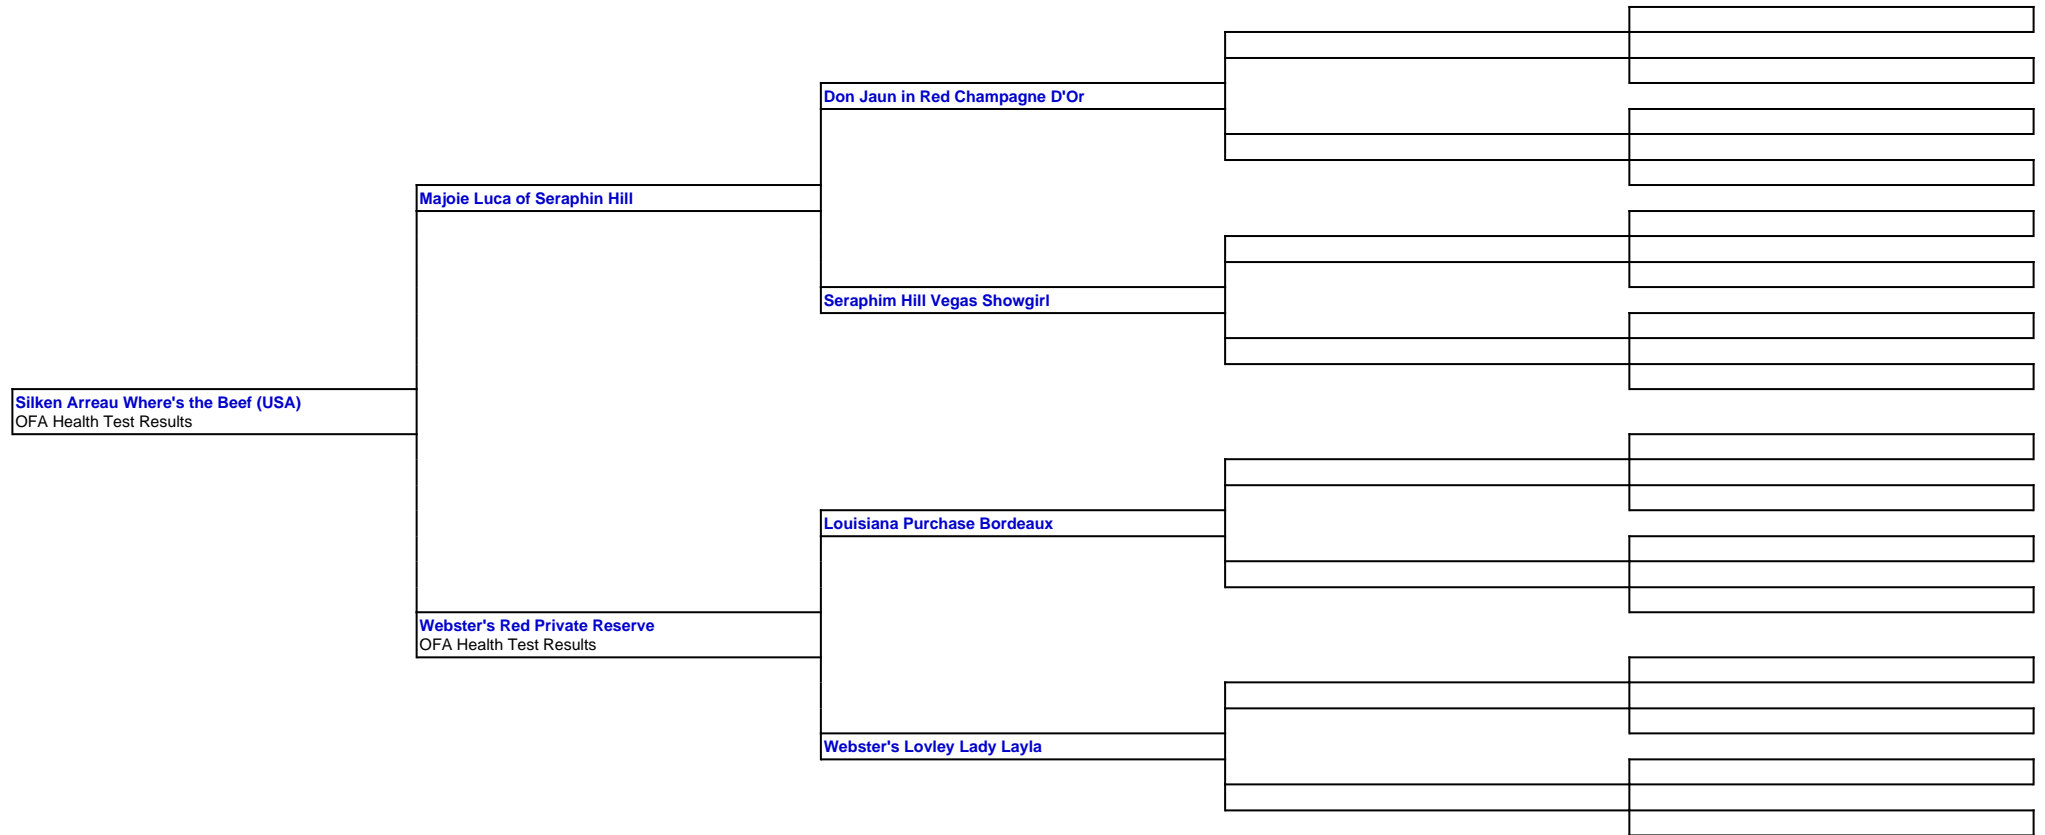 Don Jaun in Red Champagne D'Or
Majoie Luca of Seraphin Hill
Seraphim Hill Vegas Showgirl
Silken Arreau Where's the Beef (USA)
OFA Health Test Results
Louisiana Purchase Bordeaux
Webster's Red Private Reserve
OFA Health Test Results
Webster's Lovley Lady Layla